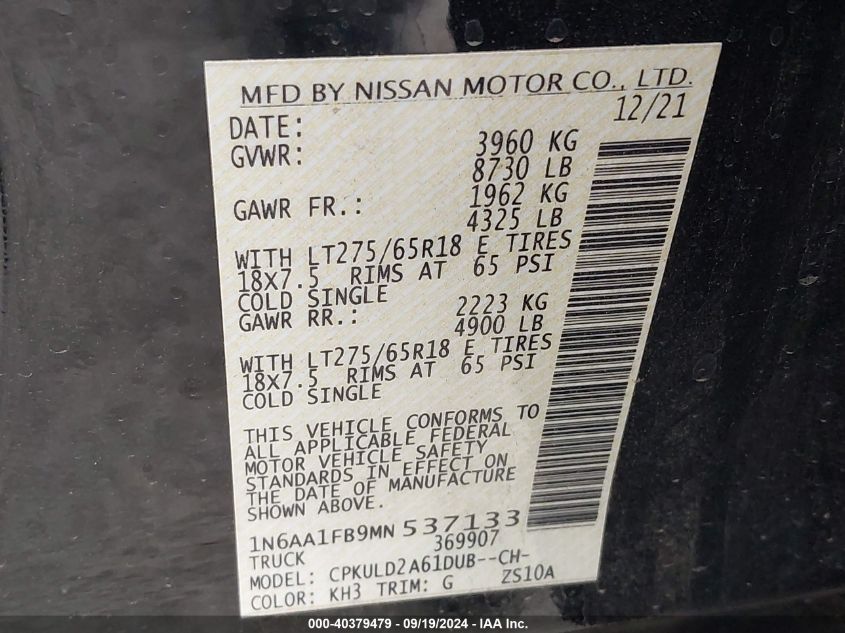 MFD BY NISSAN MOTOR CO., LTD.
DATE: 12/21
GVWR: 3960 KG
8730 LB
GAWR FR.: 1962 KG
4325 LB
WITH LT275/65R18 E TIRES
18X7.5 RIMS AT 65 PSI
COLD SINGLE
GAWR RR.: 2223 KG
4900 LB
WITH LT275/65R18 E TIRES
18X7.5 RIMS AT 65 PSI
COLD SINGLE
THIS VEHICLE CONFORMS TO
ALL APPLICABLE FEDERAL
MOTOR VEHICLE SAFETY
STANDARDS IN EFFECT ON
THE DATE OF MANUFACTURE
SHOWN ABOVE.
1N6AA1FB9MN 537133
TRUCK 369907
MODEL: CPKULD2A61DUB--CH-
COLOR: KH3 TRIM: G ZS10A
000-40379479 - 09/19/2024 - IAA Inc.